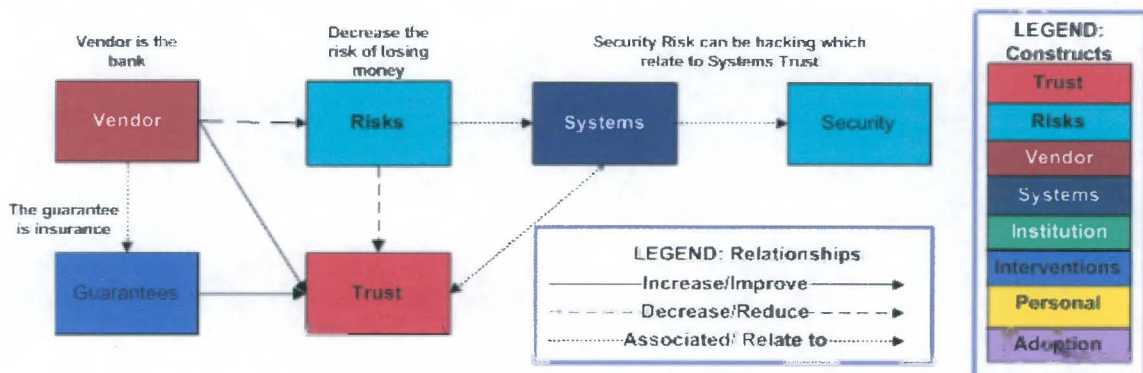 Vendor is the
bank
Decrease the
risk of losing
money
Security Risk can be hacking which
relate to Systems Trust
Vendor
Risks
Systems
Security
The guarantee
is insurance
Guarantees
Trust
LEGEND: Relationships
Increase/Improve
Decrease/Reduce
Associated/ Relate to
LEGEND:
Constructs
Trust
Risks
Vendor
Systems
Institution
Interventions
Personal
Adoption